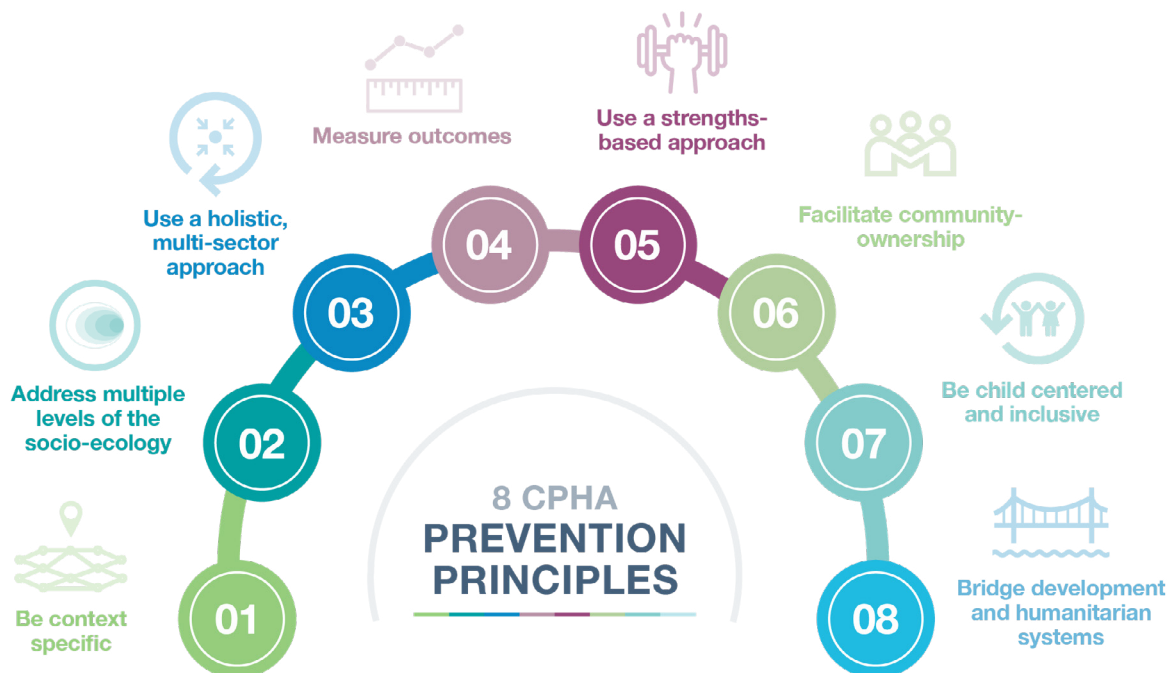 Measure outcomes
Use a strengths-
based approach
Use a holistic,
multi-sector
approach
Facilitate community-
ownership
04
05
03
06
Address multiple
levels of the
socio-ecology
Be child centered
and inclusive
02
07
8 CPHA
PREVENTION
PRINCIPLES
Be context
specific
01
08
Bridge development
and humanitarian
systems